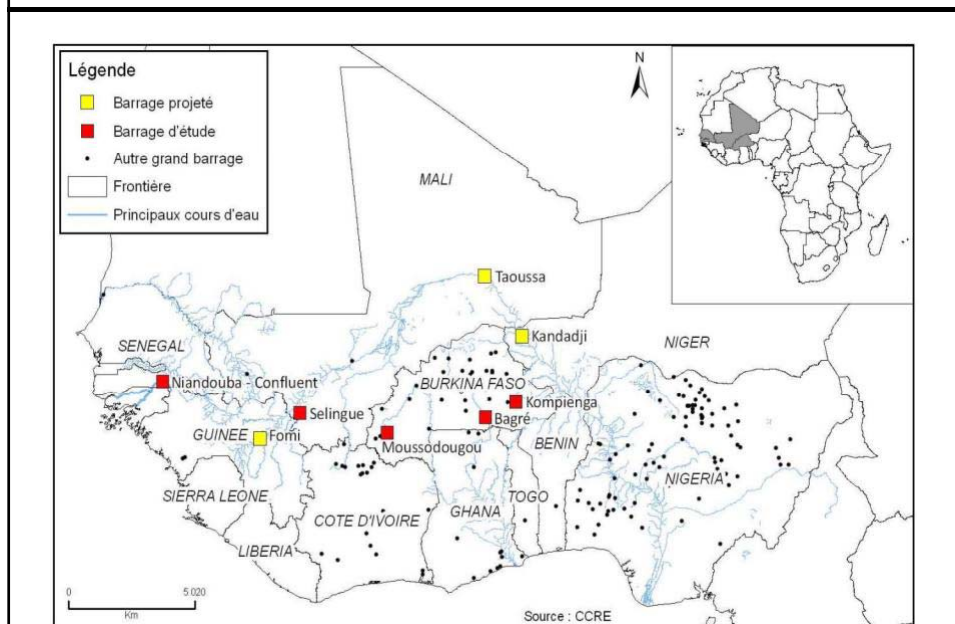 Légende
Barrage projeté
Barrage d'étude
Autre grand barrage
Frontière
Principaux cours d'eau
N
MALI
Taoussa
Kandadji
NIGER
SENEGAL
Niandouba - Confluent
BURKINA FASO
Kompienga
Selingue
Bagré
GUINEE
Fomi
Moussodougou
BENIN
NIGERIA
SIERRA LEONE
COTE D'IVOIRE
GHANA
TOGO
LIBERIA
0 5 020
Km
Source : CCRE